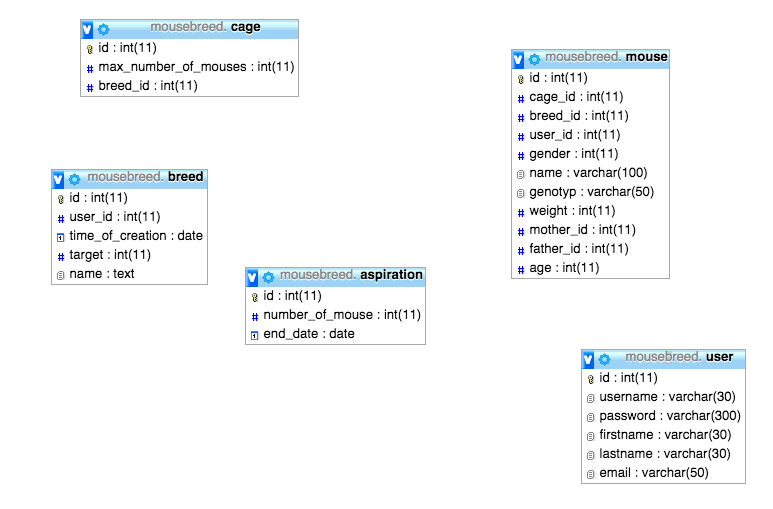 mousebreed. cage
id : int(11)
max_number_of_mouses : int(11)
breed_id : int(11)
mousebreed. mouse
id : int(11)
cage_id : int(11)
breed_id : int(11)
user_id : int(11)
gender : int(11)
name : varchar(100)
genotyp : varchar(50)
weight : int(11)
mother_id : int(11)
father_id : int(11)
age : int(11)
mousebreed. breed
id : int(11)
user_id : int(11)
time_of_creation : date
target : int(11)
name : text
mousebreed. aspiration
id : int(11)
number_of_mouse : int(11)
end_date : date
mousebreed. user
id : int(11)
username : varchar(30)
password : varchar(300)
firstname : varchar(30)
lastname : varchar(30)
email : varchar(50)